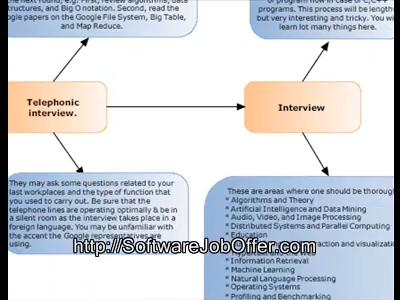 the next round, e.g. First, review algorithms, data
structures, and Big O notation. Second, read the
Google papers on the Google File System, Big Table,
and Map Reduce.
of program flow in case of C,C++
programs. This process will be lengthy
but very interesting and tricky. You will
learn lot many things here.
Telephonic
interview.
Interview
They may ask some questions related to your
last workplaces and the type of function that
you used to carry out. Be sure that the
telephone lines are operating optimally & be in
a silent room as the interview takes place in a
foreign language. You may be unfamiliar with
the accent the Google representatives are
using.
These are areas where one should be thorough
* Algorithms and Theory
* Artificial Intelligence and Data Mining
* Audio, Video, and Image Processing
* Distributed Systems and Parallel Computing
* Education
action and visualization
* Information Retrieval
* Machine Learning
* Natural Language Processing
* Operating Systems
* Profiling and Benchmarking
http://SoftwareJobOffer.com